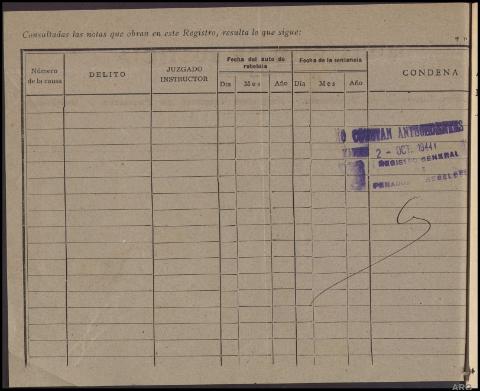 Consultadas las notas que obran en este Registro, resulta lo que sigue:
Número de la causa
DELITO
JUZGADO INSTRUCTOR
Fecha del auto de rebeldía
Día Mes Año
Fecha de la sentencia
Día Mes Año
CONDENA
O CONSTAN ANTECEDENTES
2 - OCT. 1944
REGISTRO GENERAL
PENADOS REBELDES
ARQ